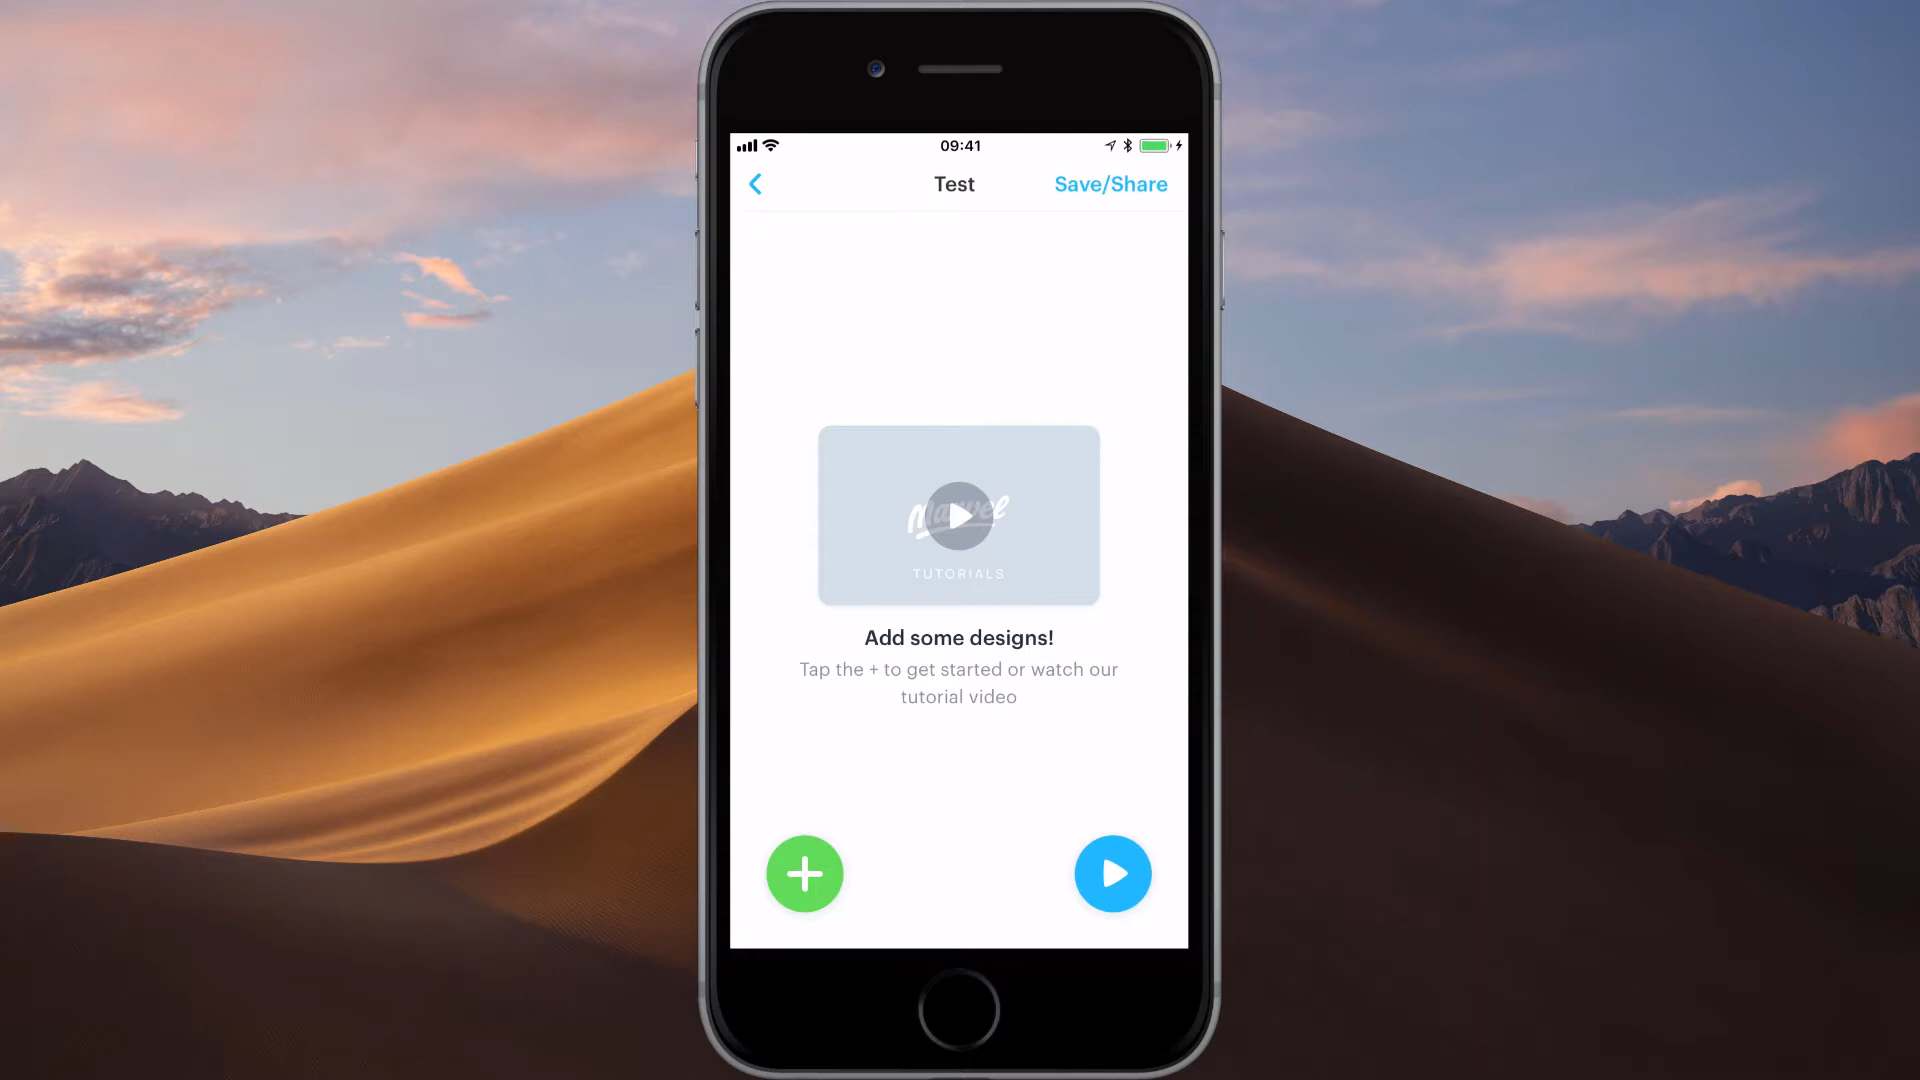 09:41
Test
Save/Share
Marvel
TUTORIALS
Add some designs!
Tap the + to get started or watch our
tutorial video